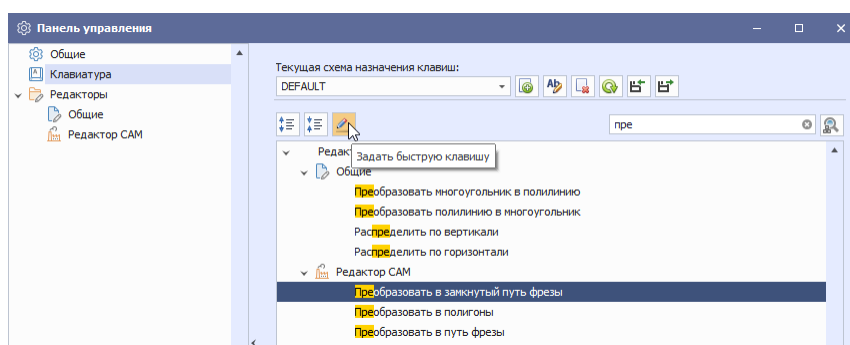 Панель управления
Общие
Клавиатура
Редакторы
Общие
Редактор CAM
Текущая схема назначения клавиш:
DEFAULT
Ab
пре
Задать быструю клавишу
Общие
Преобразовать многоугольник в полилинию
Преобразовать полилинию в многоугольник
Распределить по вертикали
Распределить по горизонтали
Редактор CAM
Преобразовать в замкнутый путь фрезы
Преобразовать в полигоны
Преобразовать в путь фрезы